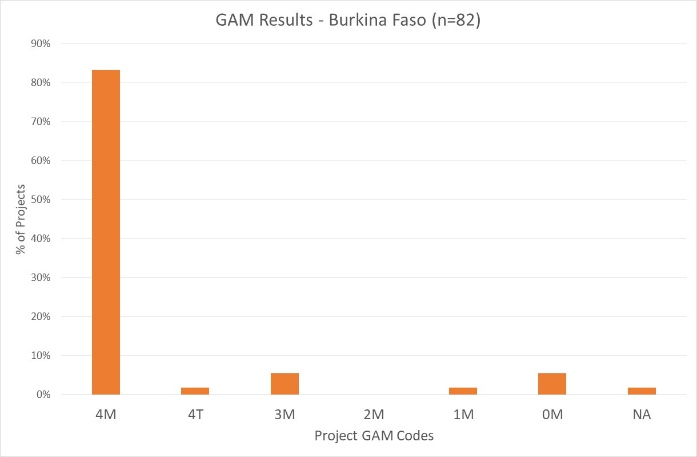 GAM Results - Burkina Faso (n=82)
90%
80%
70%
60%
50%
40%
30%
20%
10%
0%
% of Projects
4M 4T 3M 2M 1M 0M NA
Project GAM Codes